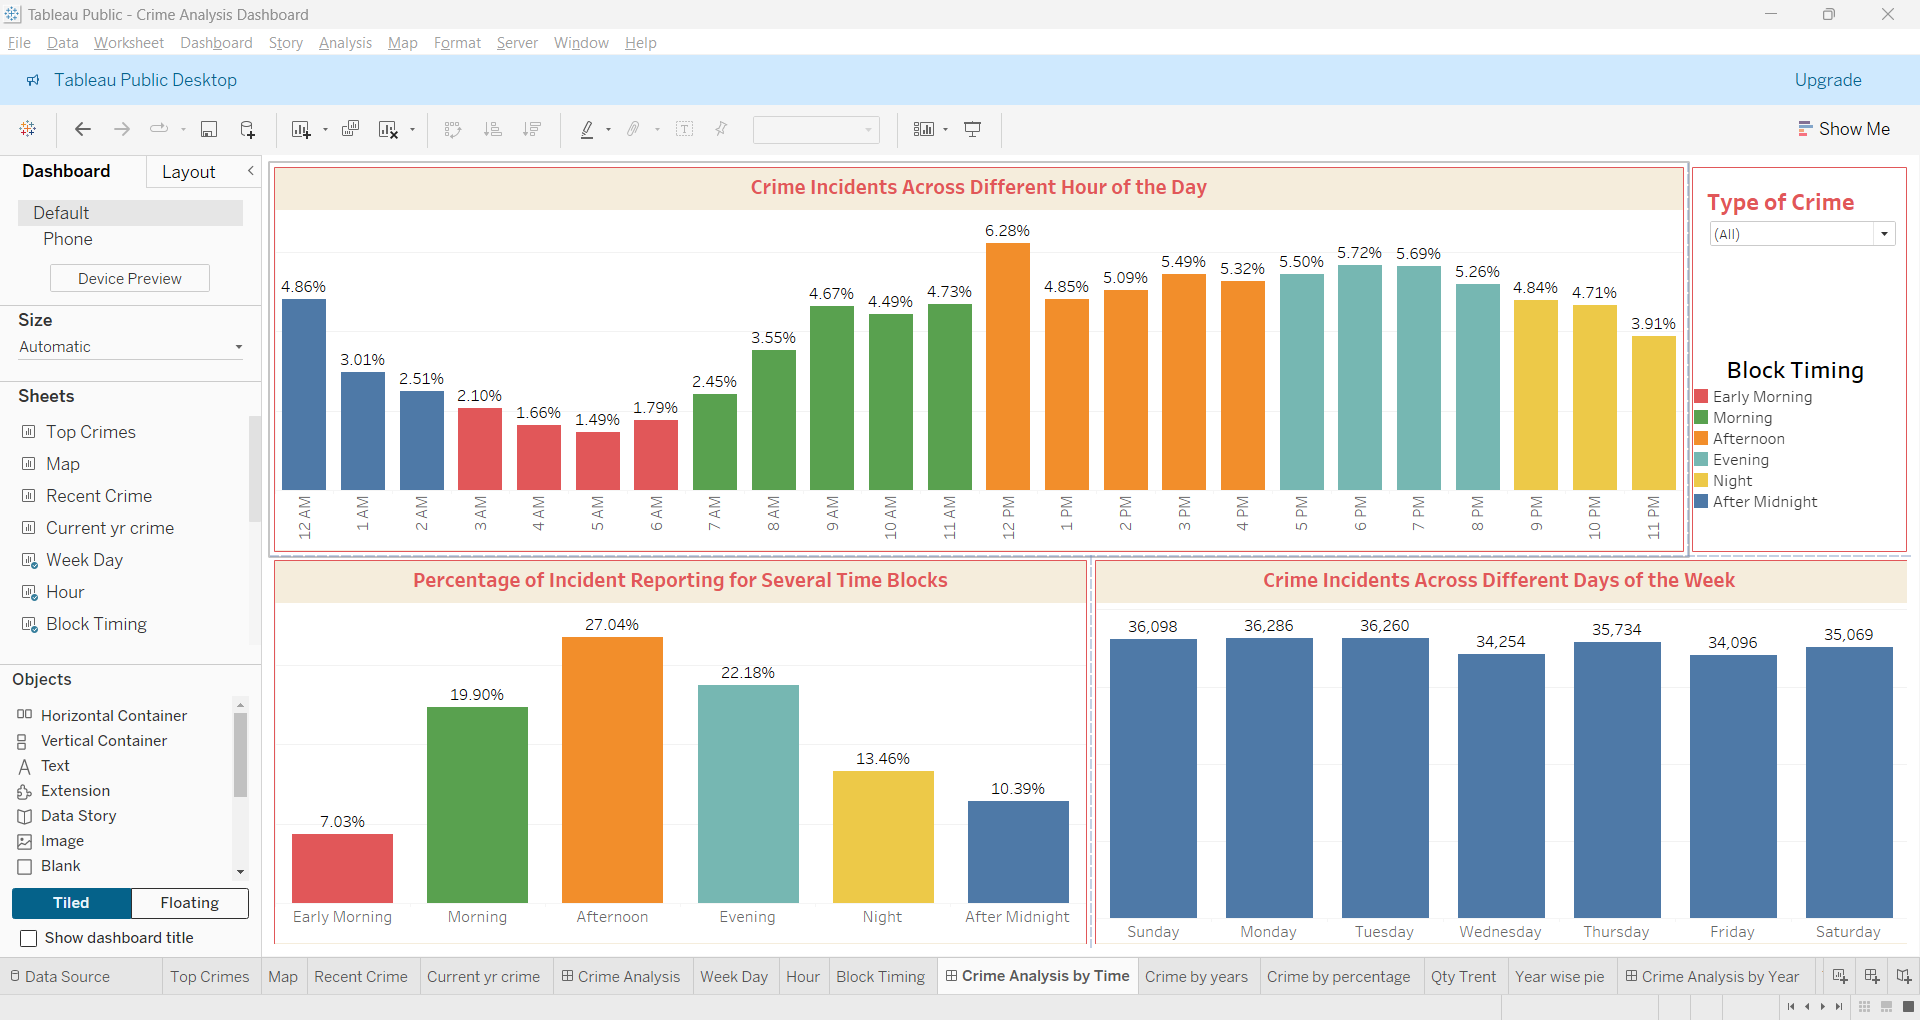 Tableau Public - Crime Analysis Dashboard
File Data Worksheet Dashboard Story Analysis Map Format Server Window Help
Tableau Public Desktop
Upgrade
Show Me
Dashboard
Layout
Default
Phone
Device Preview
Size
Automatic
Sheets
Top Crimes
Map
Recent Crime
Current yr crime
Week Day
Hour
Block Timing
Objects
Horizontal Container
Vertical Container
Text
Extension
Data Story
Image
Blank
Tiled
Floating
Show dashboard title
Crime Incidents Across Different Hour of the Day
4.86% 3.01% 2.51% 2.10% 1.66% 1.49% 1.79% 2.45% 3.55% 4.67% 4.49% 4.73% 6.28% 4.85% 5.09% 5.49% 5.32% 5.50% 5.72% 5.69% 5.26% 4.84% 4.71% 3.91%
12 AM 1 AM 2 AM 3 AM 4 AM 5 AM 6 AM 7 AM 8 AM 9 AM 10 AM 11 AM 12 PM 1 PM 2 PM 3 PM 4 PM 5 PM 6 PM 7 PM 8 PM 9 PM 10 PM 11 PM
Type of Crime
(All)
Block Timing
Early Morning
Morning
Afternoon
Evening
Night
After Midnight
Percentage of Incident Reporting for Several Time Blocks
7.03% 19.90% 27.04% 22.18% 13.46% 10.39%
Early Morning Morning Afternoon Evening Night After Midnight
Crime Incidents Across Different Days of the Week
36,098 36,286 36,260 34,254 35,734 34,096 35,069
Sunday Monday Tuesday Wednesday Thursday Friday Saturday
Data Source Top Crimes Map Recent Crime Current yr crime Crime Analysis Week Day Hour Block Timing Crime Analysis by Time Crime by years Crime by percentage Qty Trent Year wise pie Crime Analysis by Year